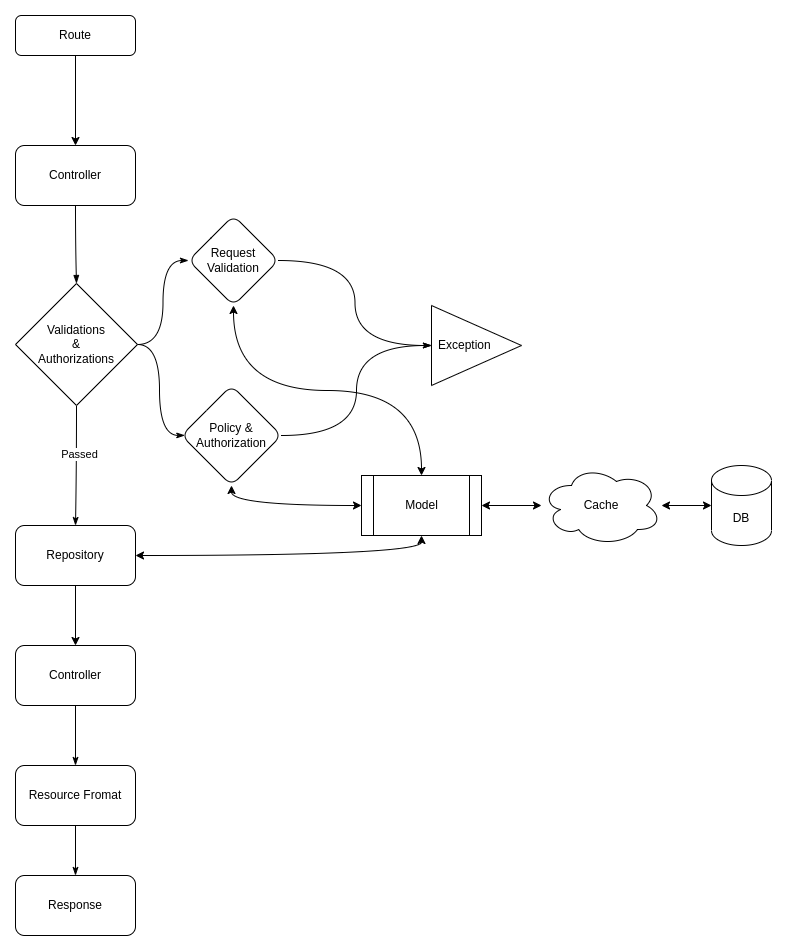 Route
Controller
Request
Validation
Validations
&
Authorizations
Exception
Policy &
Authorization
Passed
Model
Cache
DB
Repository
Controller
Resource Fromat
Response